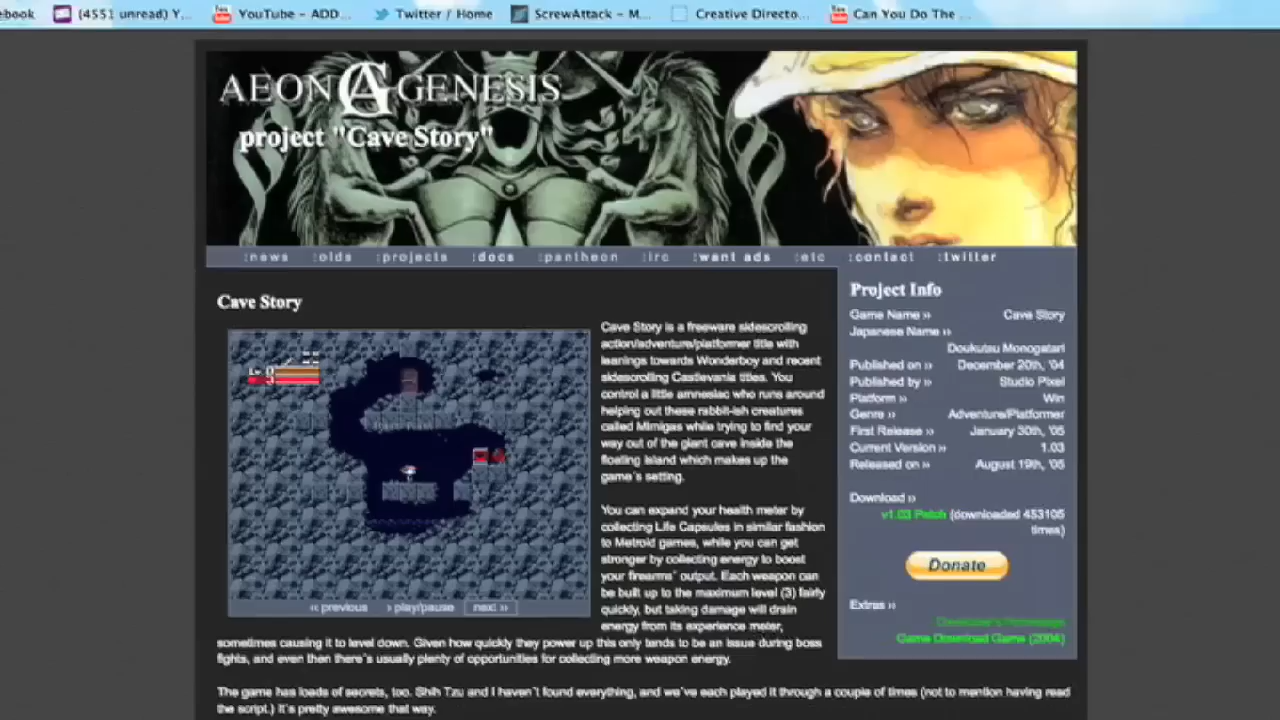 ebook
(4551 unread) Y...
YouTube - ADD...
Twitter / Home
ScrewAttack - M...
Creative Directo...
Can You Do The ...
AEON AG GENESIS
project "Cave Story"
:news :olds :projects :docs :pantheon :irc :want ads :etc :contact :twitter
Cave Story
Cave Story is a freeware sidescrolling
action/adventure/platformer title with
leanings towards Wonderboy and recent
sidescrolling Castlevania titles. You
control a little amnesiac who runs around
helping out these rabbit-ish creatures
called Mimigas while trying to find your
way out of the giant cave inside the
floating island which makes up the
game's setting.
You can expand your health meter by
collecting Life Capsules in similar fashion
to Metroid games, while you can get
stronger by collecting energy to boost
your firearms' output. Each weapon can
be built up to the maximum level (3) fairly
quickly, but taking damage will drain
energy from its experience meter,
sometimes causing it to level down. Given how quickly they power up this only tends to be an issue during boss
fights, and even then there's usually plenty of opportunities for collecting more weapon energy.
The game has loads of secrets, too. Shih Tzu and I haven't found everything, and we've each played it through a couple of times (not to mention having read
the script.) It's pretty awesome that way.
‹‹ previous › play/pause next ››
Project Info
Game Name ›› Cave Story
Japanese Name ››
Doukutsu Monogatari
Published on ›› December 20th, '04
Published by ›› Studio Pixel
Platform ›› Win
Genre ›› Adventure/Platformer
First Release ›› January 30th, '05
Current Version ›› 1.03
Released on ›› August 19th, '05
Download ››
v1.03 Patch (downloaded 453105
times)
Donate
Extras ››
Developer's Homepage
Game Download Game (2004)